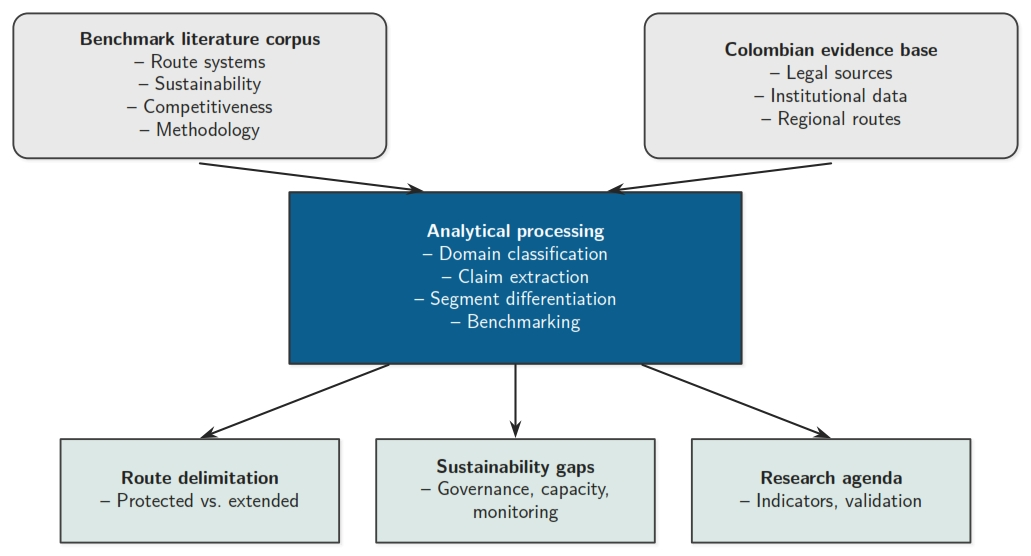 Benchmark literature corpus
– Route systems
– Sustainability
– Competitiveness
– Methodology
Colombian evidence base
– Legal sources
– Institutional data
– Regional routes
Analytical processing
– Domain classification
– Claim extraction
– Segment differentiation
– Benchmarking
Route delimitation
– Protected vs. extended
Sustainability gaps
– Governance, capacity,
monitoring
Research agenda
– Indicators, validation